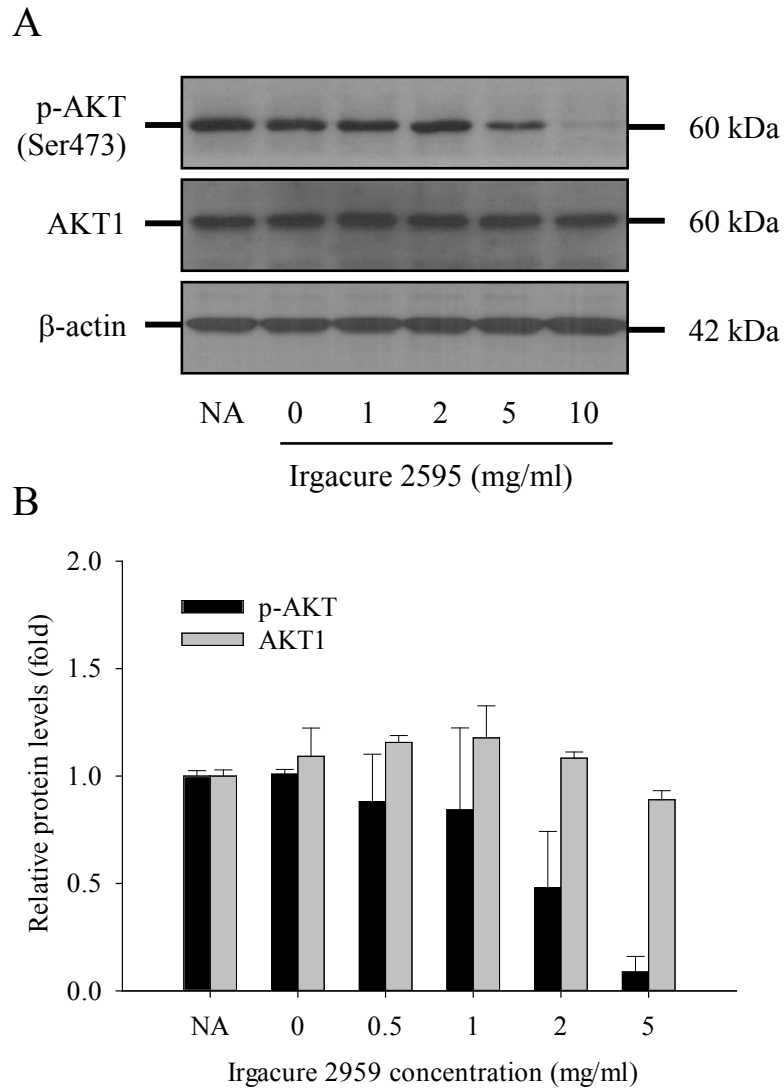 A
p-AKT
(Ser473)
60 kDa
AKT1
60 kDa
β-actin
42 kDa
NA 0 1 2 5 10
Irgacure 2595 (mg/ml)
B
Relative protein levels (fold)
2.0
1.5
1.0
0.5
0.0
p-AKT
AKT1
NA 0 0.5 1 2 5
Irgacure 2959 concentration (mg/ml)